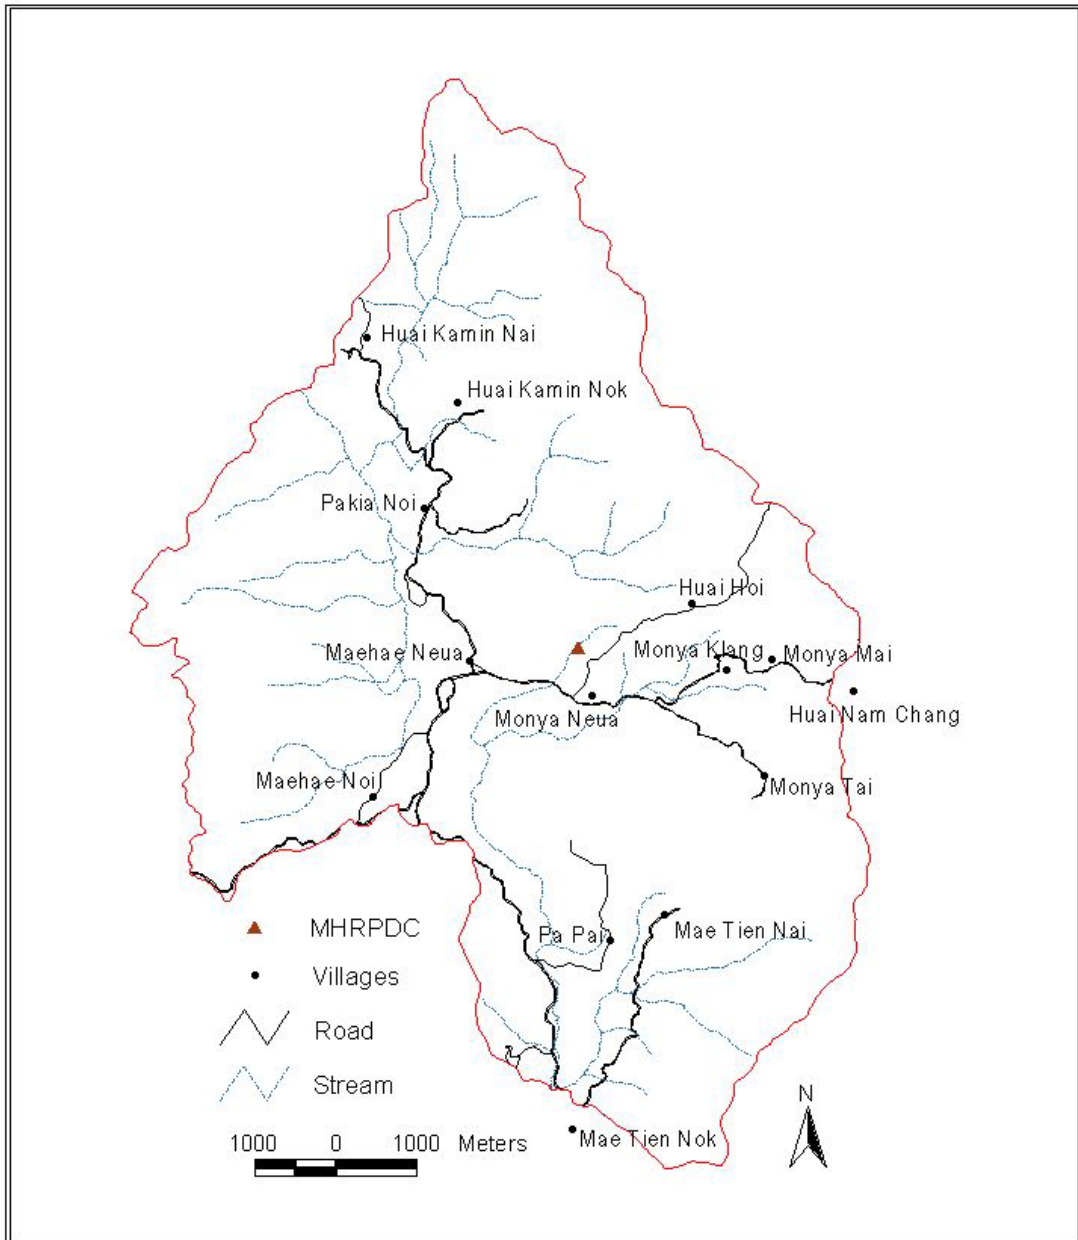 Huai Kamin Nai
Huai Kamin Nok
Pakia Noi
Huai Hoi
Maehae Neua
Monya Klang
Monya Mai
Monya Neua
Huai Nam Chang
Maehae Noi
Monya Tai
MHRPDC
Pa Pai
Mae Tien Nai
Villages
Road
Stream
N
1000 0 1000 Meters
Mae Tien Nok